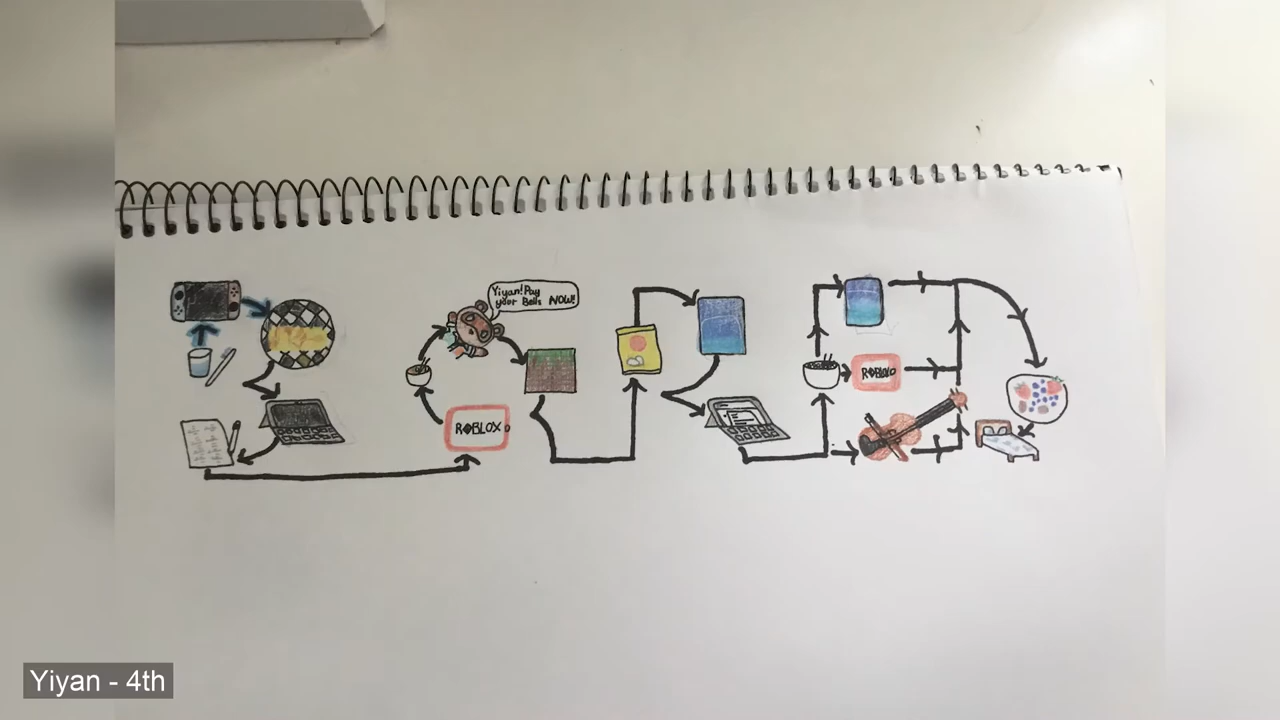 Yiyan! Pay
your Bells NOW!!
ROBLOX
ROBLOX
Yiyan - 4th